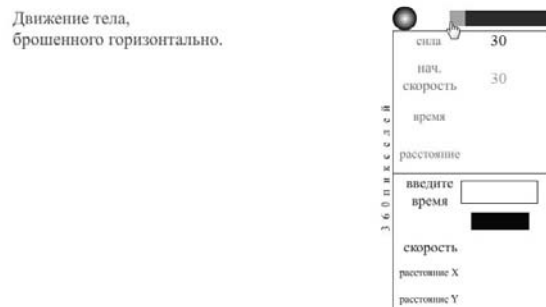 Движение тела,
брошенного горизонтально.
сила 30
нач.
скорость 30
время
расстояние
360 пикселей
введите
время
скорость
расстояние X
расстояние Y